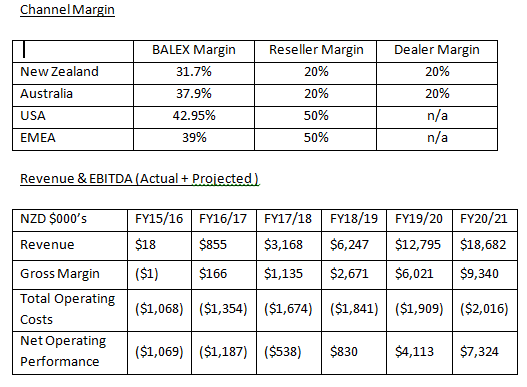 Channel Margin
BALEX Margin Reseller Margin Dealer Margin
New Zealand 31.7% 20% 20%
Australia 37.9% 20% 20%
USA 42.95% 50% n/a
EMEA 39% 50% n/a
Revenue & EBITDA (Actual + Projected)
NZD $000's FY15/16 FY16/17 FY17/18 FY18/19 FY19/20 FY20/21
Revenue $18 $855 $3,168 $6,247 $12,795 $18,682
Gross Margin ($1) $166 $1,135 $2,671 $6,021 $9,340
Total Operating
Costs ($1,068) ($1,354) ($1,674) ($1,841) ($1,909) ($2,016)
Net Operating
Performance ($1,069) ($1,187) ($538) $830 $4,113 $7,324